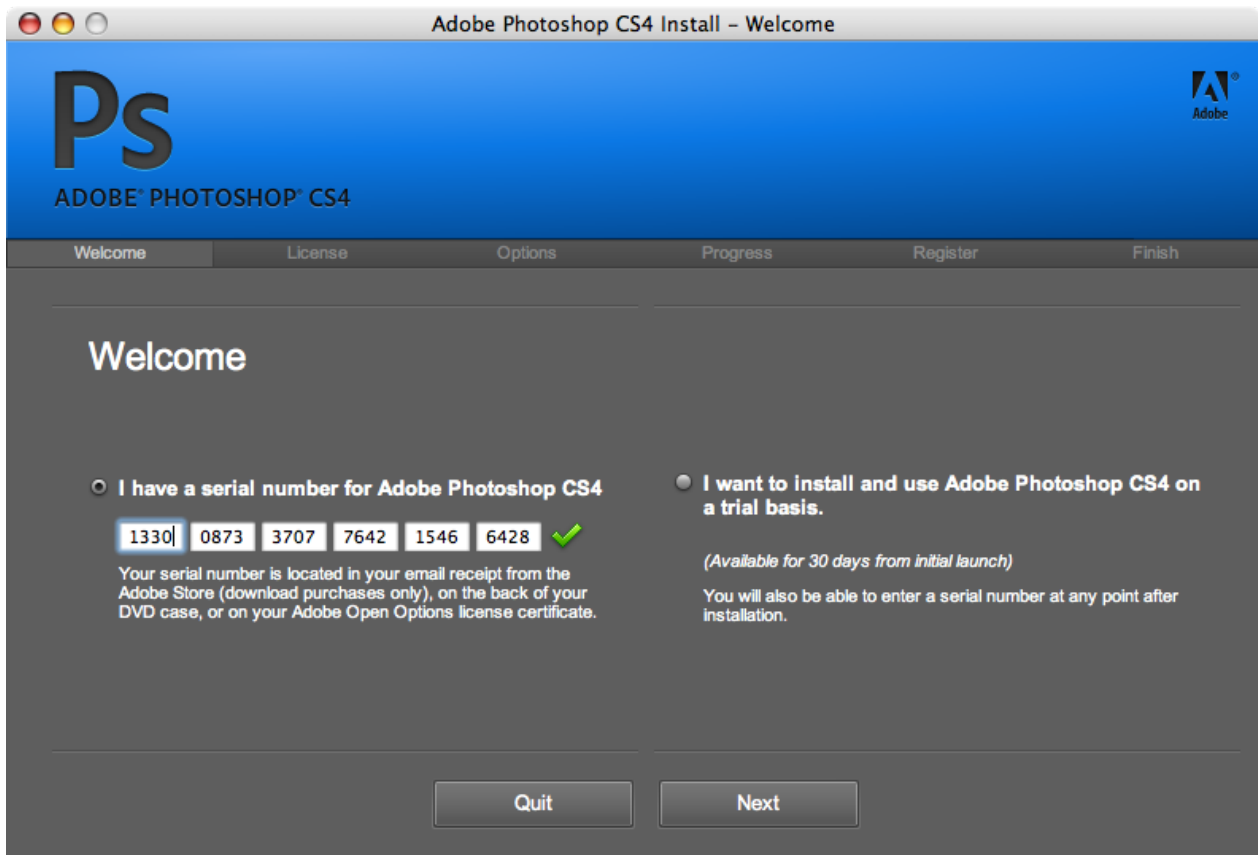 Adobe Photoshop CS4 Install – Welcome
Ps
Adobe®
ADOBE® PHOTOSHOP® CS4
Welcome License Options Progress Register Finish
Welcome
I have a serial number for Adobe Photoshop CS4
1330 0873 3707 7642 1546 6428
Your serial number is located in your email receipt from the
Adobe Store (download purchases only), on the back of your
DVD case, or on your Adobe Open Options license certificate.
I want to install and use Adobe Photoshop CS4 on
a trial basis.
(Available for 30 days from initial launch)
You will also be able to enter a serial number at any point after
installation.
Quit Next